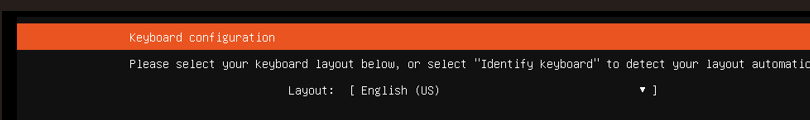 Keyboard configuration
Please select your keyboard layout below, or select "Identify keyboard" to detect your layout
Layout: [ English (US) ▾ ]